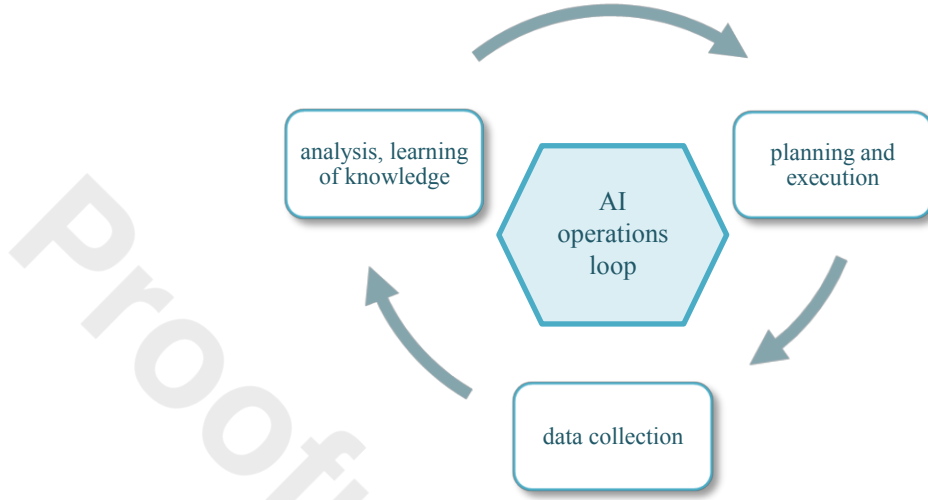 analysis, learning
of knowledge
planning and
execution
AI
operations
loop
data collection
Proof